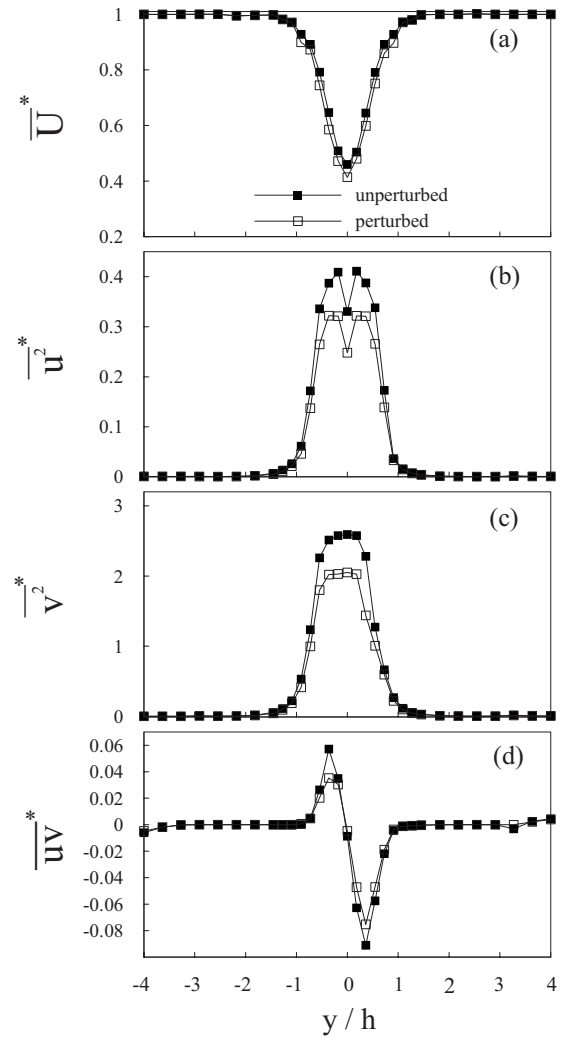 1
(a)
0.8
U*
0.6
0.4
unperturbed
perturbed
0.2
(b)
0.4
0.3
u²*
0.2
0.1
0
3
(c)
2
v²*
1
0
0.06
(d)
0.04
0.02
0
uv*
-0.02
-0.04
-0.06
-0.08
-4 -3 -2 -1 0 1 2 3 4
y / h